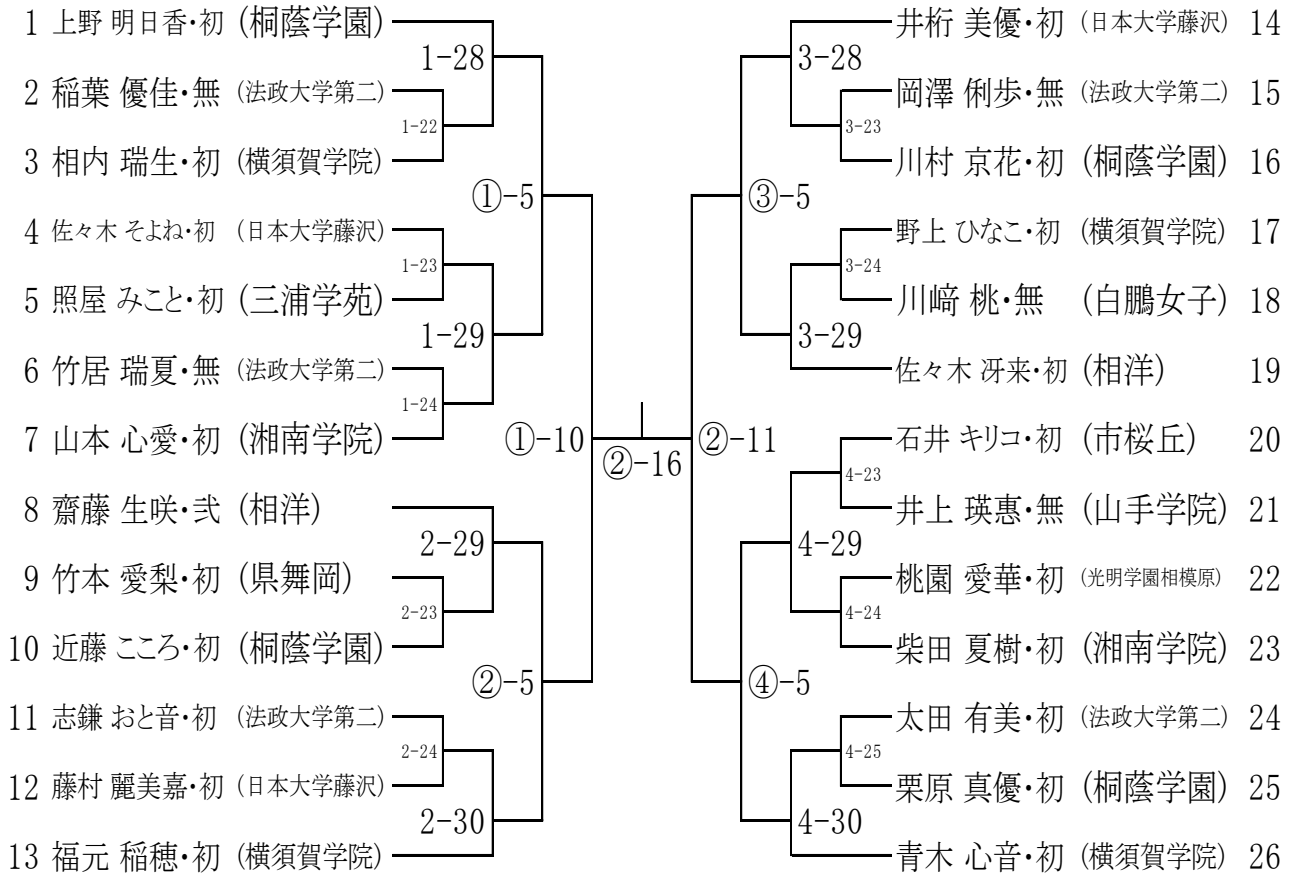 1 上野 明日香・初 (桐蔭学園)
2 稲葉 優佳・無 (法政大学第二)
3 相内 瑞生・初 (横須賀学院)
4 佐々木 そよね・初 (日本大学藤沢)
5 照屋 みこと・初 (三浦学苑)
6 竹居 瑞夏・無 (法政大学第二)
7 山本 心愛・初 (湘南学院)
8 齋藤 生咲・弐 (相洋)
9 竹本 愛梨・初 (県舞岡)
10 近藤 こころ・初 (桐蔭学園)
11 志鎌 おと音・初 (法政大学第二)
12 藤村 麗美嘉・初 (日本大学藤沢)
13 福元 稲穂・初 (横須賀学院)
1-28
1-22
①-5
1-23
1-29
1-24
①-10
2-29
2-23
②-5
2-24
2-30
②-16
3-28
3-23
③-5
3-24
3-29
②-11
4-23
4-29
4-24
④-5
4-25
4-30
井桁 美優・初 (日本大学藤沢) 14
岡澤 俐歩・無 (法政大学第二) 15
川村 京花・初 (桐蔭学園) 16
野上 ひなこ・初 (横須賀学院) 17
川﨑 桃・無 (白鵬女子) 18
佐々木 冴来・初 (相洋) 19
石井 キリコ・初 (市桜丘) 20
井上 瑛惠・無 (山手学院) 21
桃園 愛華・初 (光明学園相模原) 22
柴田 夏樹・初 (湘南学院) 23
太田 有美・初 (法政大学第二) 24
栗原 真優・初 (桐蔭学園) 25
青木 心音・初 (横須賀学院) 26